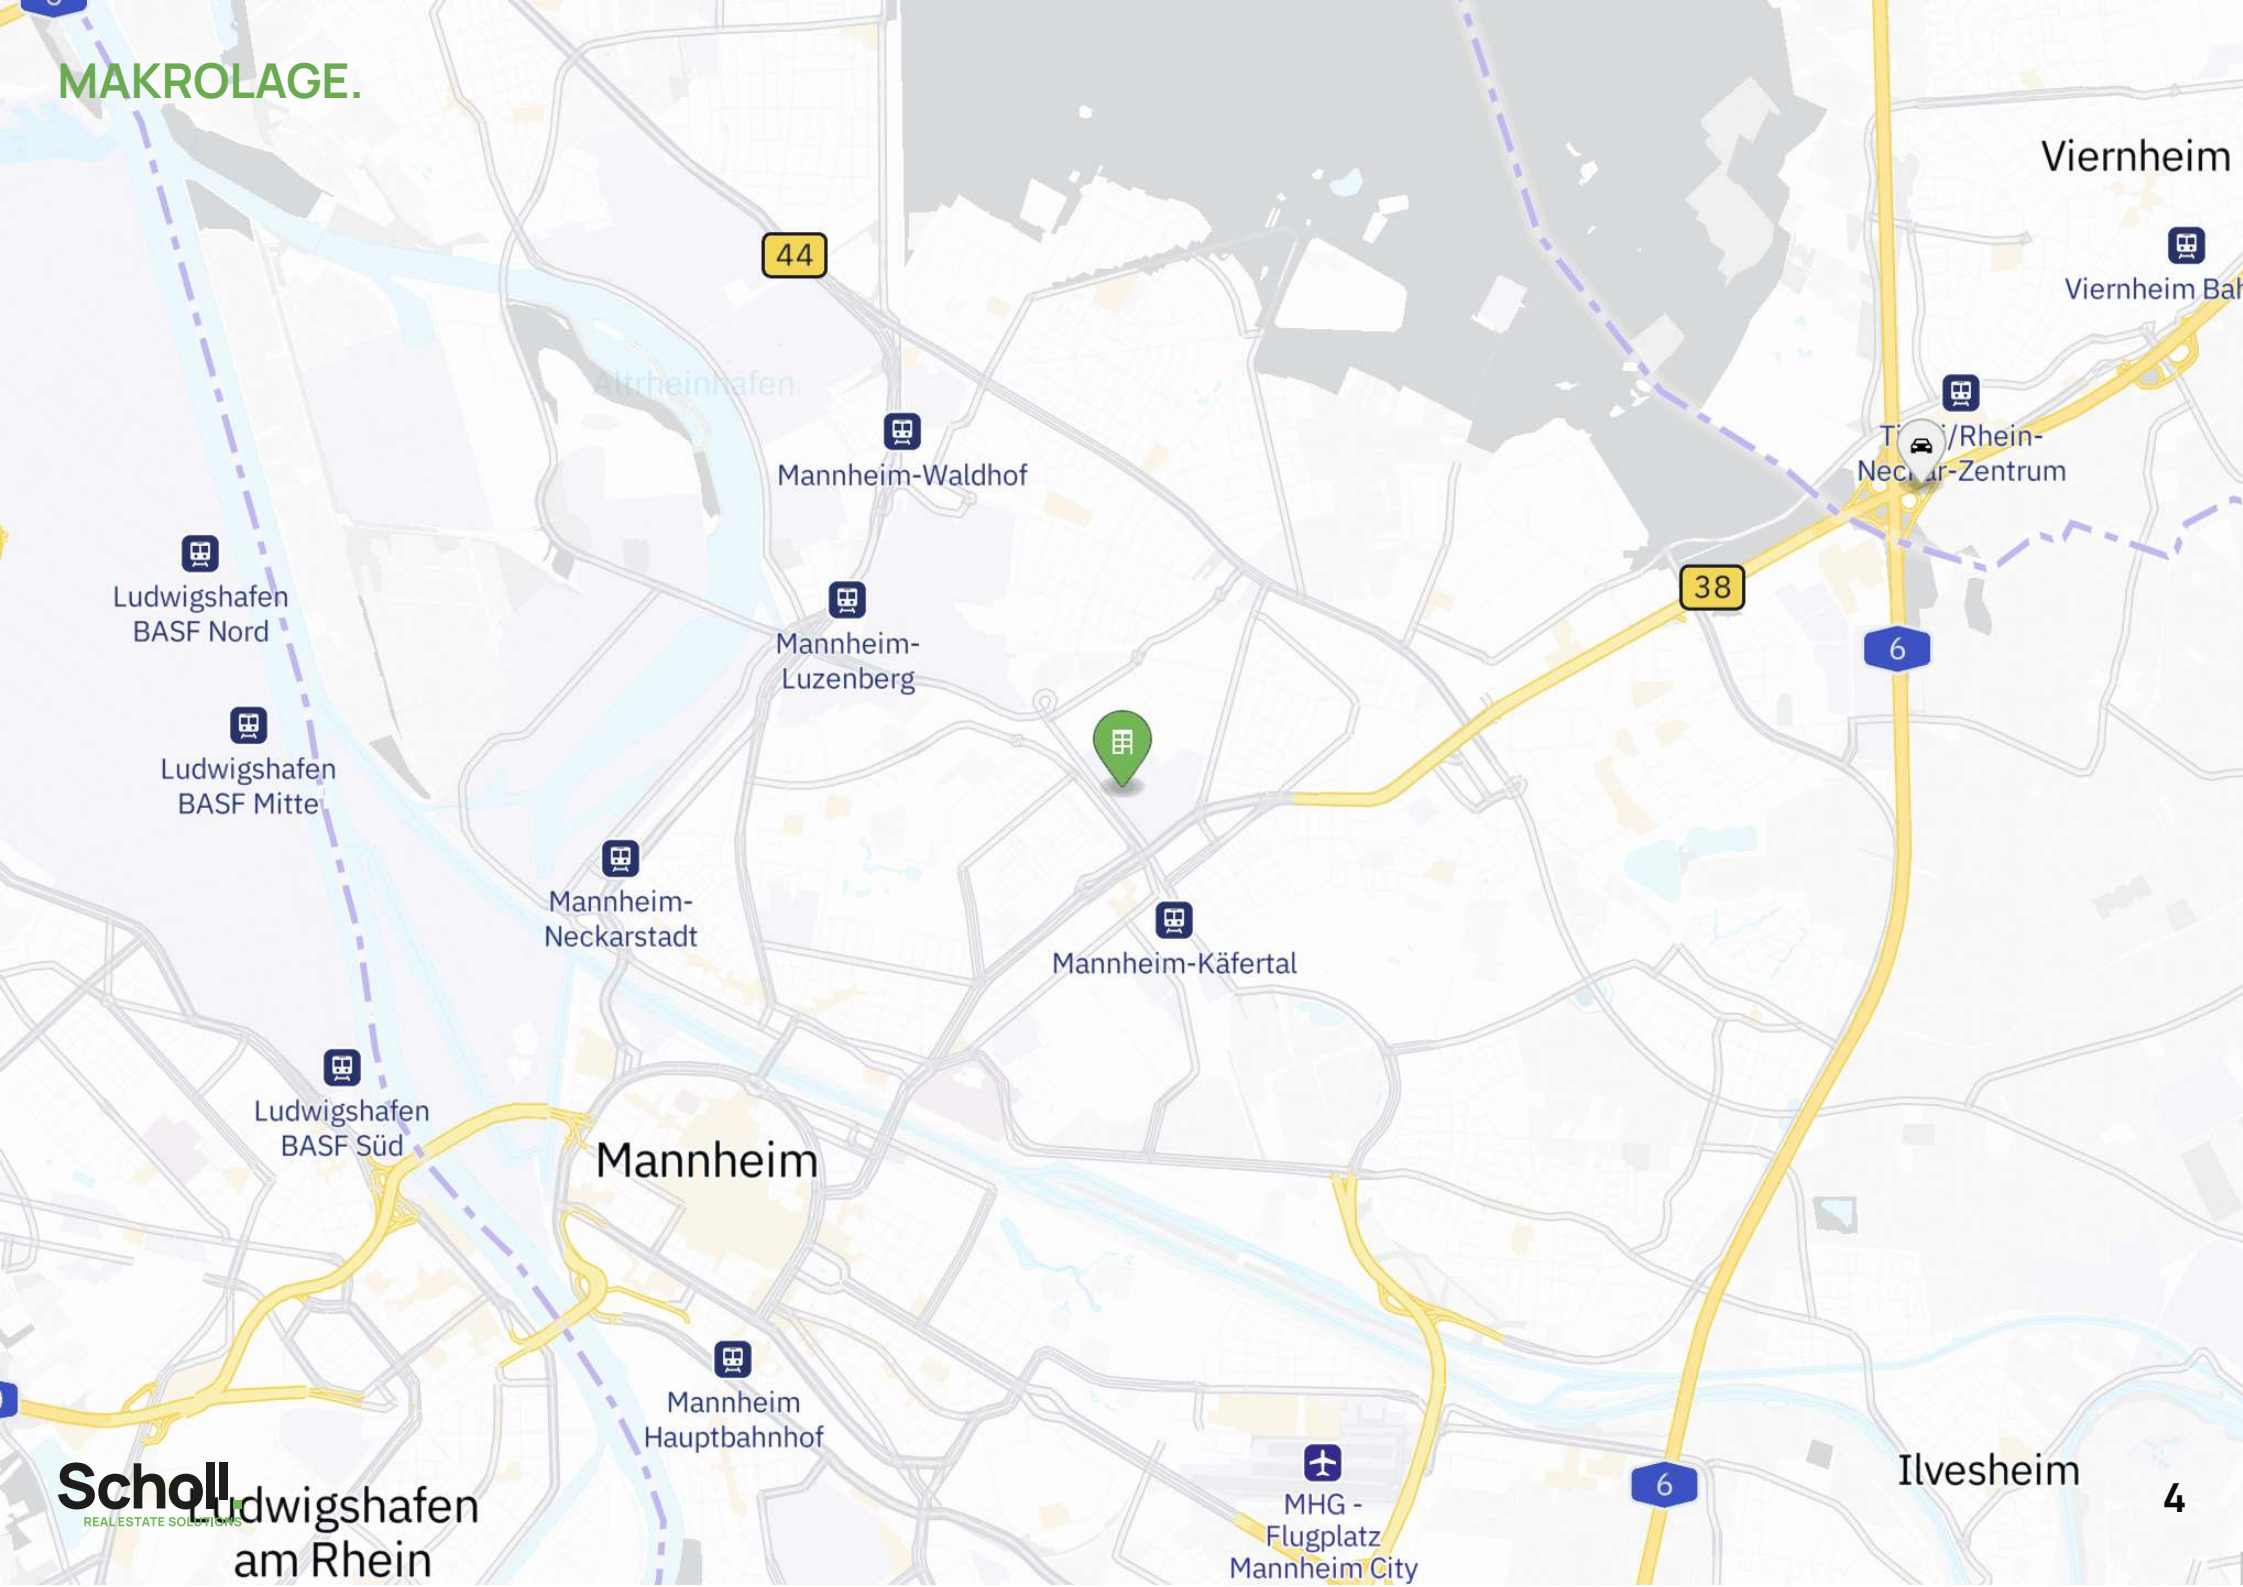 6
MAKROLAGE.
Viernheim
44
Viernheim Bah
Altrheinhafen
Mannheim-Waldhof
/Rhein-
-Zentrum
Ludwigshafen
BASF Nord
38
6
Mannheim-
Luzenberg
Ludwigshafen
BASF Mitte
Mannheim-
Neckarstadt
Mannheim-Käfertal
Ludwigshafen
BASF Süd
Mannheim
Mannheim
Hauptbahnhof
Ilvesheim
6
MHG -
Flugplatz
Mannheim City
Scholl.
REAL ESTATE SOLUTIONS
Ludwigshafen
am Rhein
4